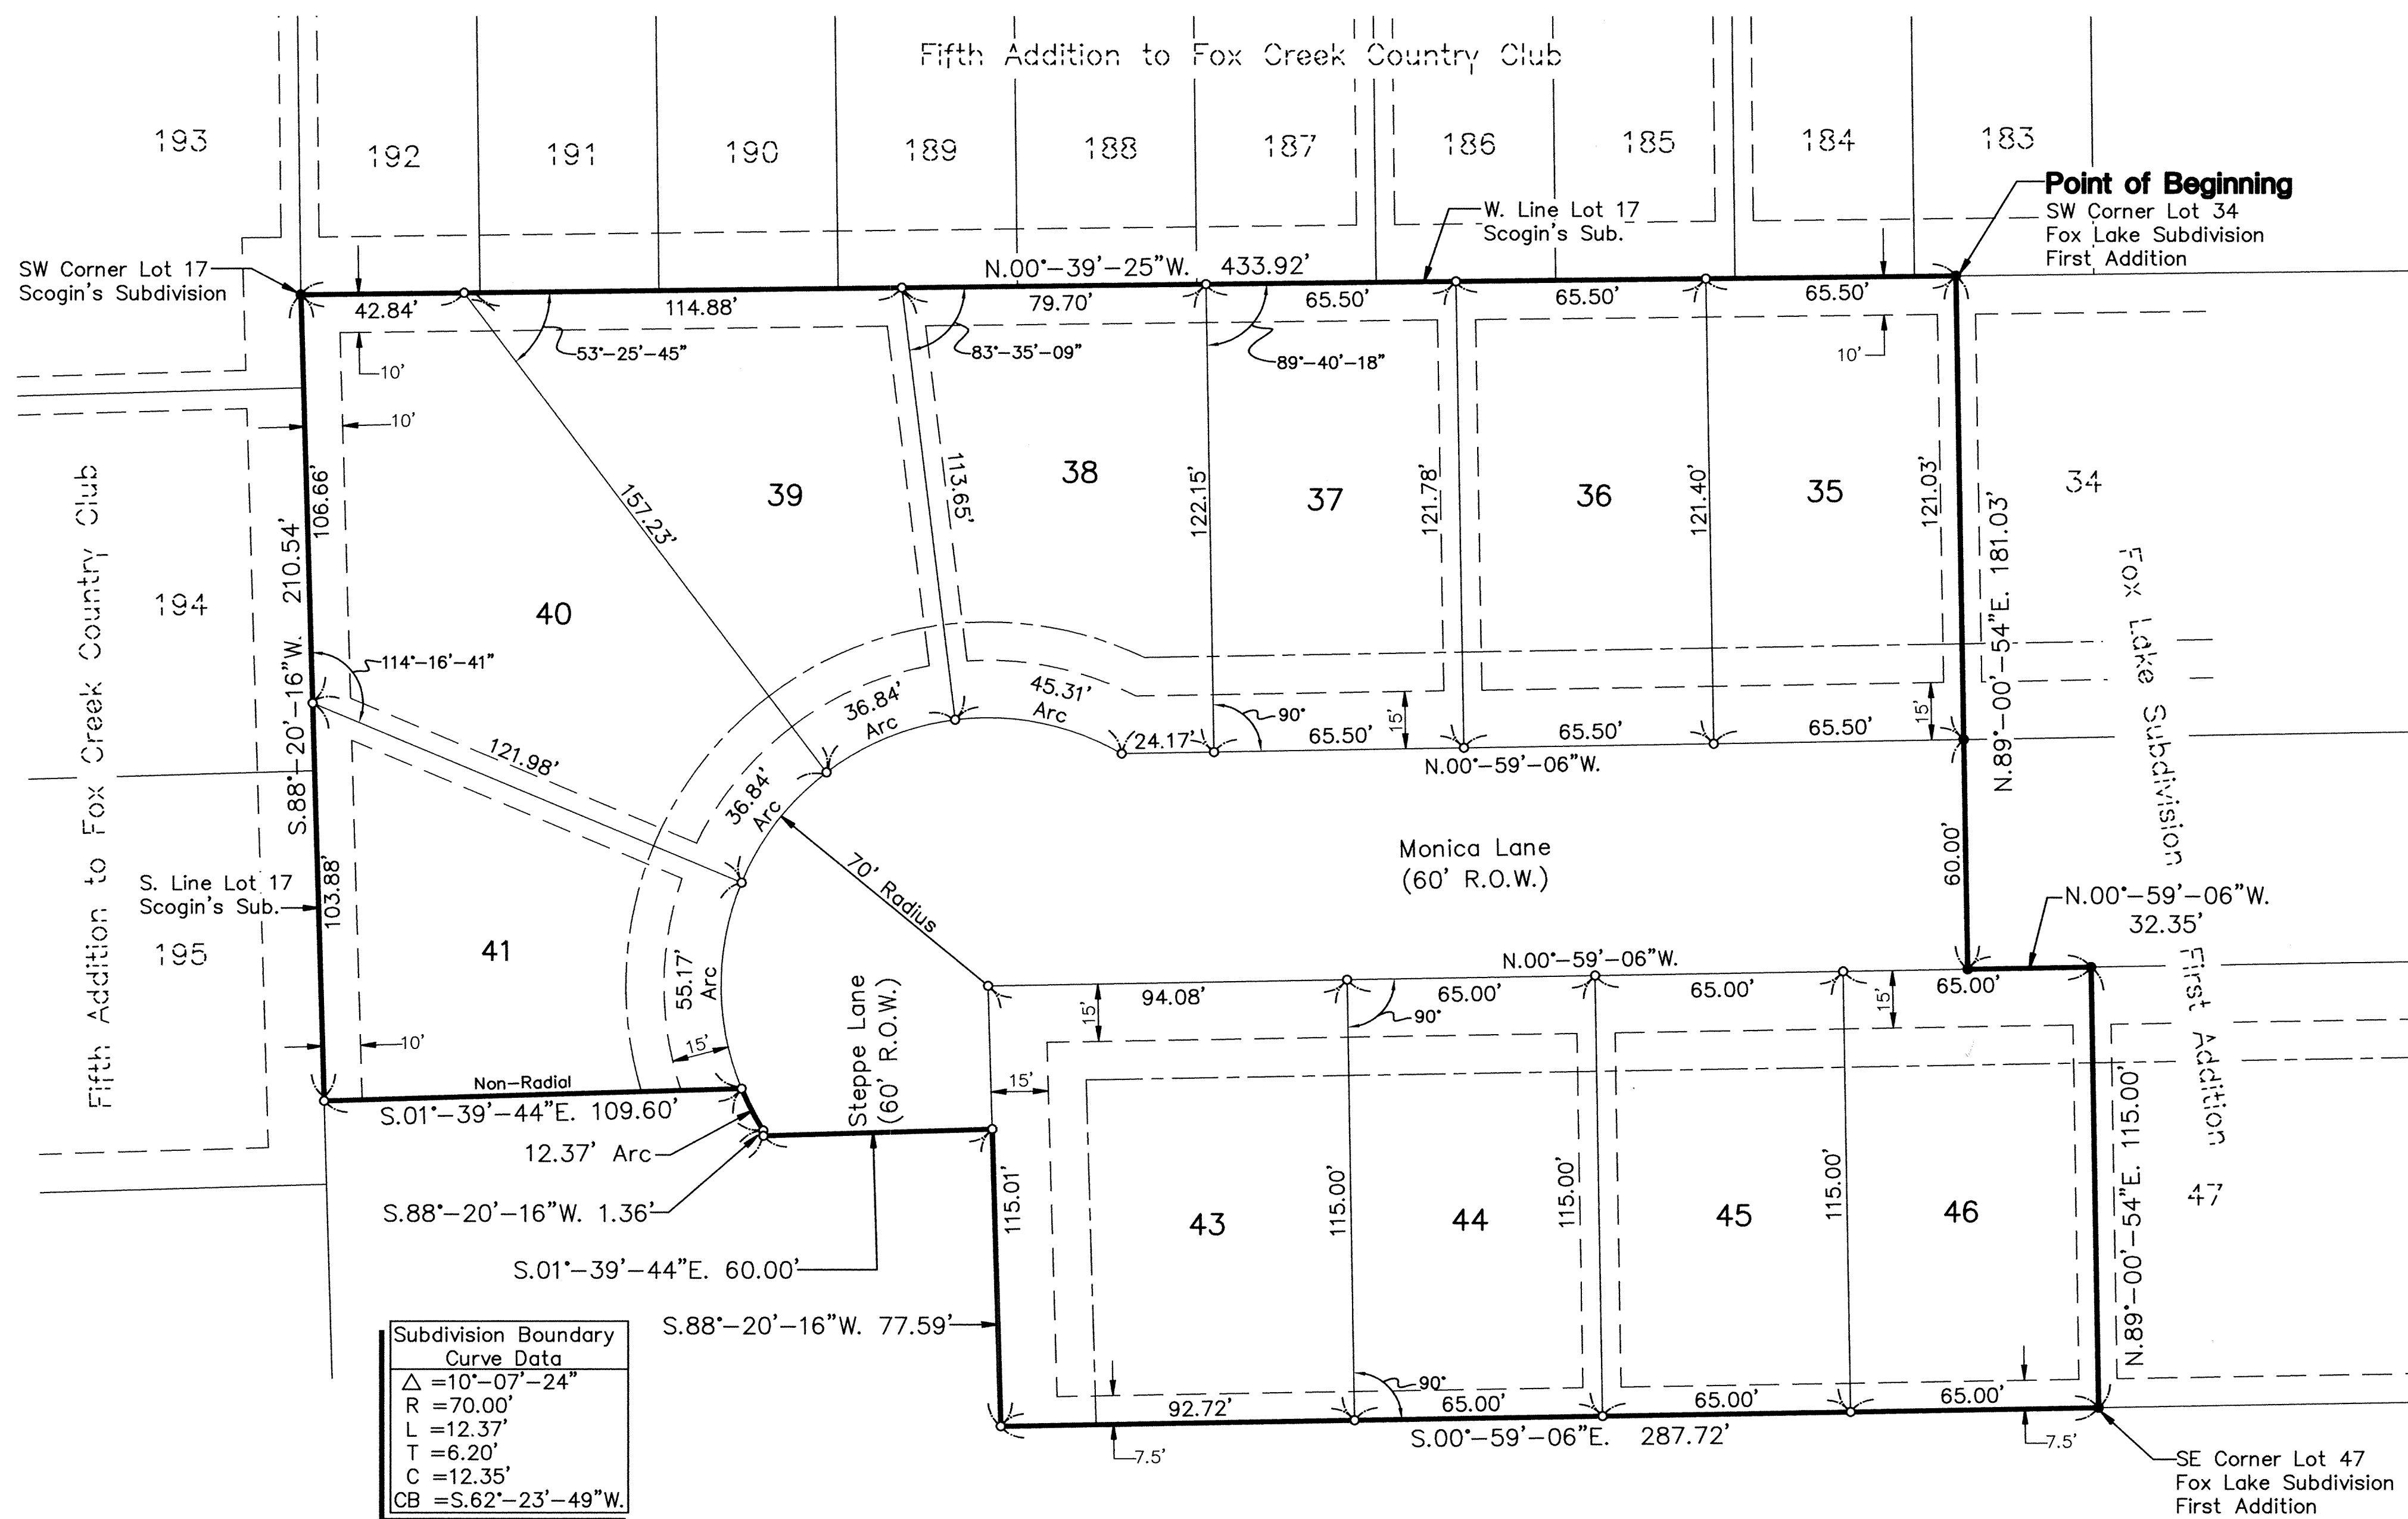 Fifth Addition to Fox Creek Country Club
193
192
191
190
189
188
187
186
185
184
183
Point of Beginning
SW Corner Lot 34
Fox Lake Subdivision
First Addition
W. Line Lot 17
Scogin's Sub.
SW Corner Lot 17
Scogin's Subdivision
N.00°-39'-25"W. 433.92'
42.84'
114.88'
79.70'
65.50'
65.50'
65.50'
53°-25'-45"
83°-35'-09"
89°-40'-18"
10'
10'
10'
106.66'
S.88°-20'-16"W. 210.54'
157.23'
39
113.65'
38
122.15'
37
121.78'
36
121.40'
35
121.03'
N.89°-00'-54"E. 181.03'
34
Fifth Addition to Fox Creek Country Club
194
40
114°-16'-41"
121.98'
36.84'
Arc
36.84'
Arc
45.31'
Arc
24.17'
90°
65.50'
15'
65.50'
65.50'
15'
N.00°-59'-06"W.
Fox Lake Subdivision
First Addition
70' Radius
Monica Lane
(60' R.O.W.)
60.00'
N.00°-59'-06"W.
32.35'
S. Line Lot 17
Scogin's Sub.
103.88'
195
41
55.17'
Arc
15'
10'
Steppe Lane
(60' R.O.W.)
N.00°-59'-06"W.
94.08'
65.00'
65.00'
65.00'
15'
90°
15'
15'
Non-Radial
S.01°-39'-44"E. 109.60'
12.37' Arc
S.88°-20'-16"W. 1.36'
S.01°-39'-44"E. 60.00'
S.88°-20'-16"W. 77.59'
115.01'
43
115.00'
44
115.00'
45
115.00'
46
N.89°-00'-54"E. 115.00'
47
90°
92.72'
65.00'
65.00'
65.00'
S.00°-59'-06"E. 287.72'
7.5'
7.5'
SE Corner Lot 47
Fox Lake Subdivision
First Addition
Subdivision Boundary
Curve Data
△ =10°-07'-24"
R =70.00'
L =12.37'
T =6.20'
C =12.35'
CB =S.62°-23'-49"W.